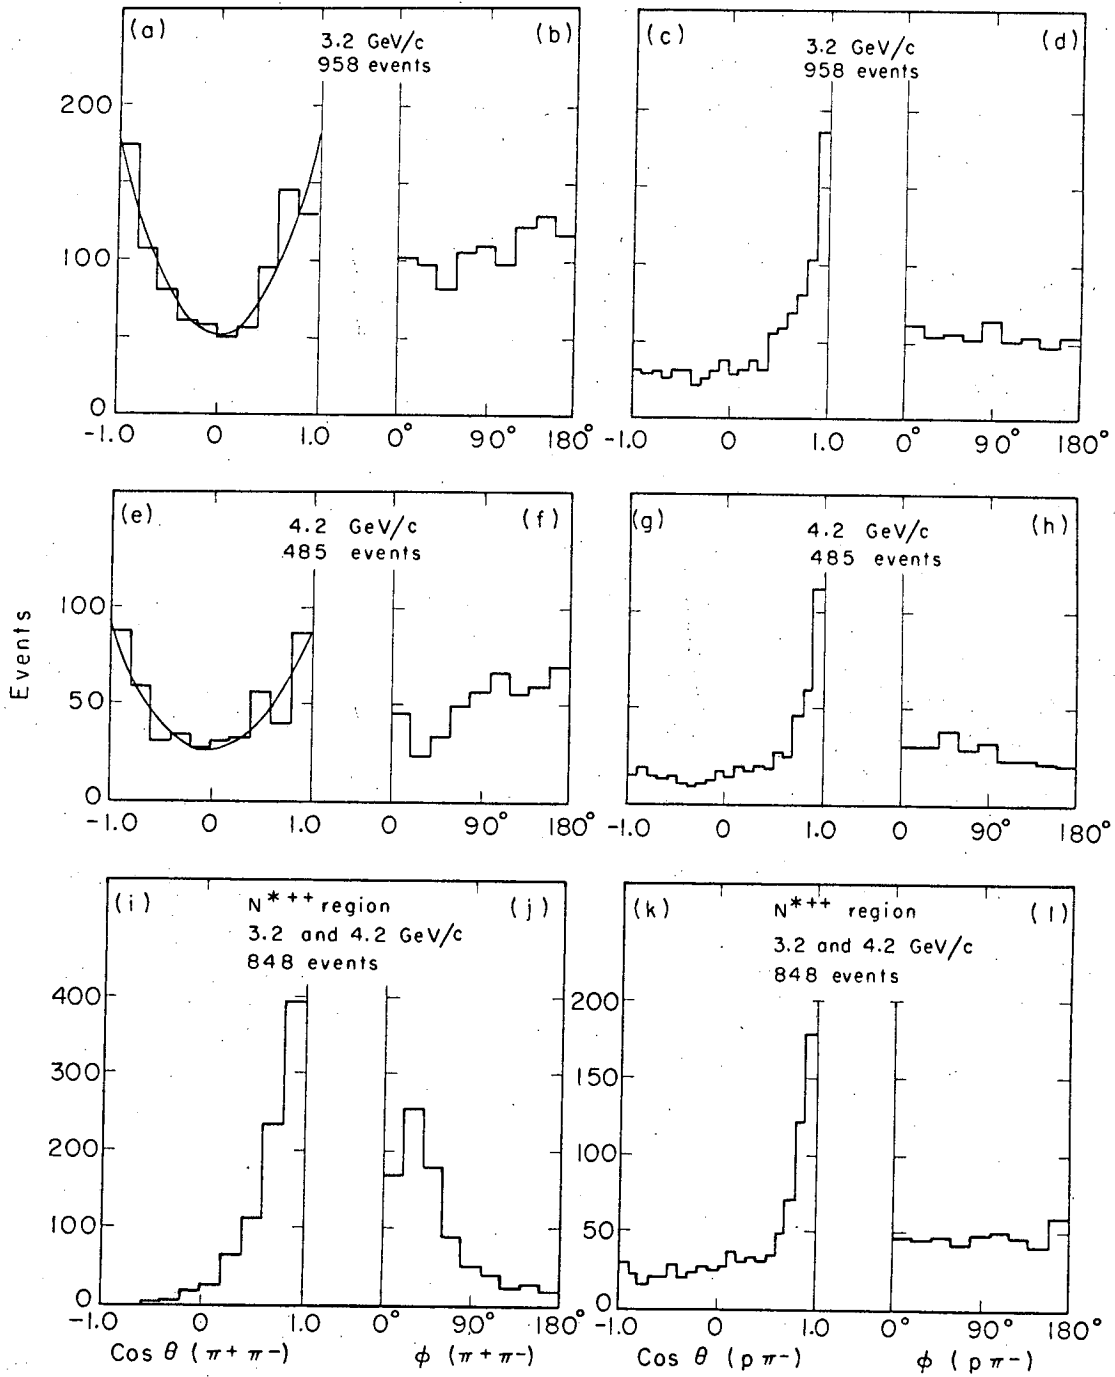 (a) 3.2 GeV/c (b) (c) 3.2 GeV/c (d)
958 events 958 events
200
100
0
-1.0 0 1.0 0° 90° 180° -1.0 0 1.0 0° 90° 180°
(e) 4.2 GeV/c (f) (g) 4.2 GeV/c (h)
485 events 485 events
100
50
0
-1.0 0 1.0 0 90° 180° -1.0 0 1.0 0 90° 180°
Events
(i) N*++ region (j) (k) N*++ region (l)
3.2 and 4.2 GeV/c 3.2 and 4.2 GeV/c
848 events 848 events
400 200
300 150
200 100
100 50
0 0
-1.0 0 1.0 0° 90° 180° -1.0 0 1.0 0° 90° 180°
Cos θ (π+ π-) φ (π+ π-) Cos θ (p π-) φ (p π-)